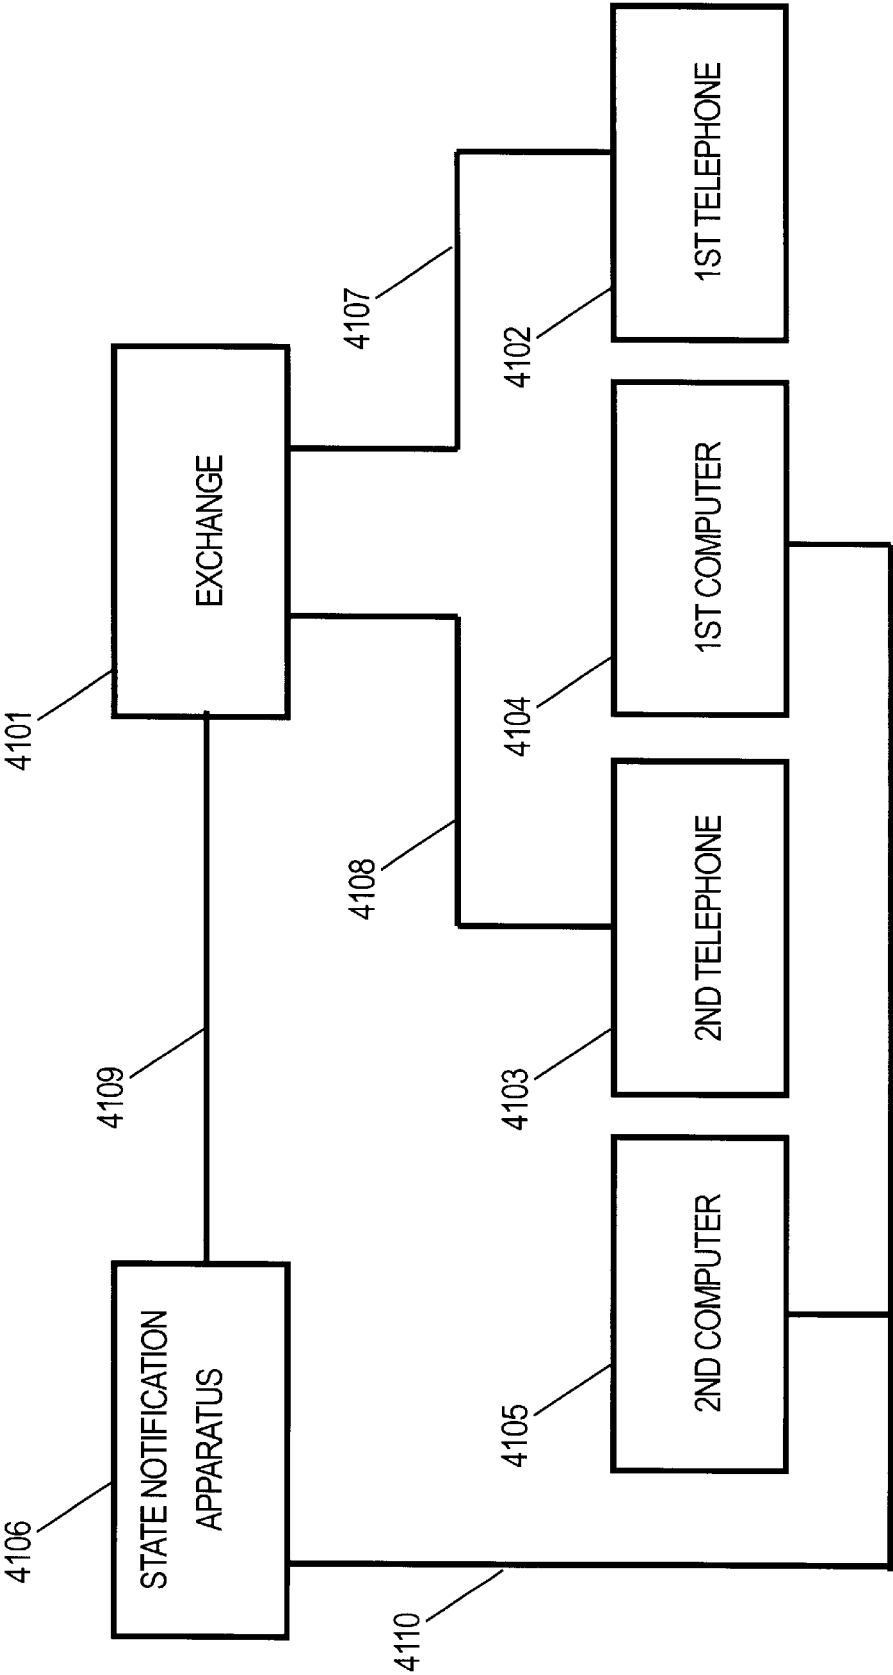 4106
STATE NOTIFICATION
APPARATUS
4109
4101
EXCHANGE
4110
4108
4107
4105
2ND COMPUTER
4103
2ND TELEPHONE
4104
1ST COMPUTER
4102
1ST TELEPHONE